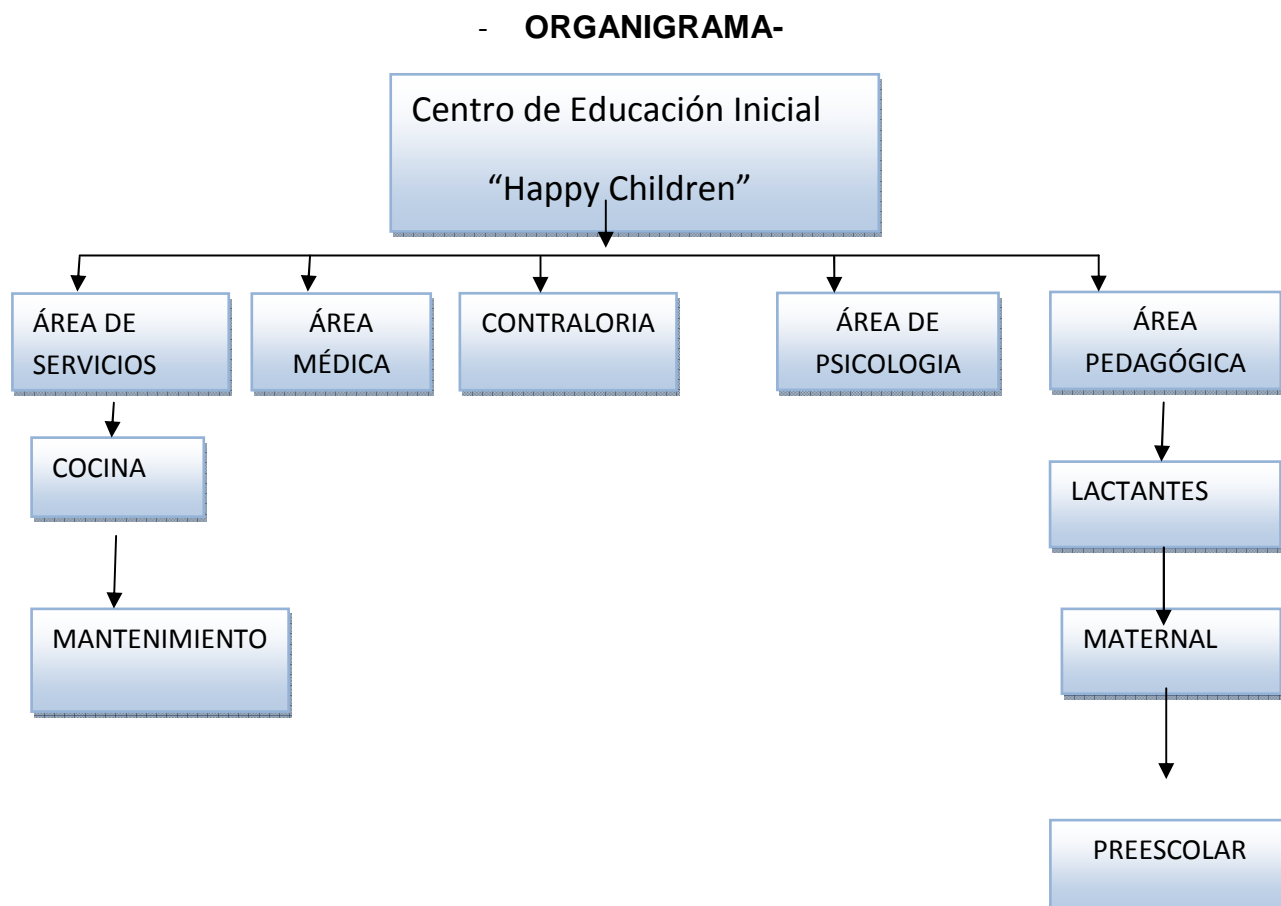 - ORGANIGRAMA-
Centro de Educación Inicial
“Happy Children”
ÁREA DE
SERVICIOS
ÁREA
MÉDICA
CONTRALORIA
ÁREA DE
PSICOLOGIA
ÁREA
PEDAGÓGICA
COCINA
LACTANTES
MANTENIMIENTO
MATERNAL
PREESCOLAR